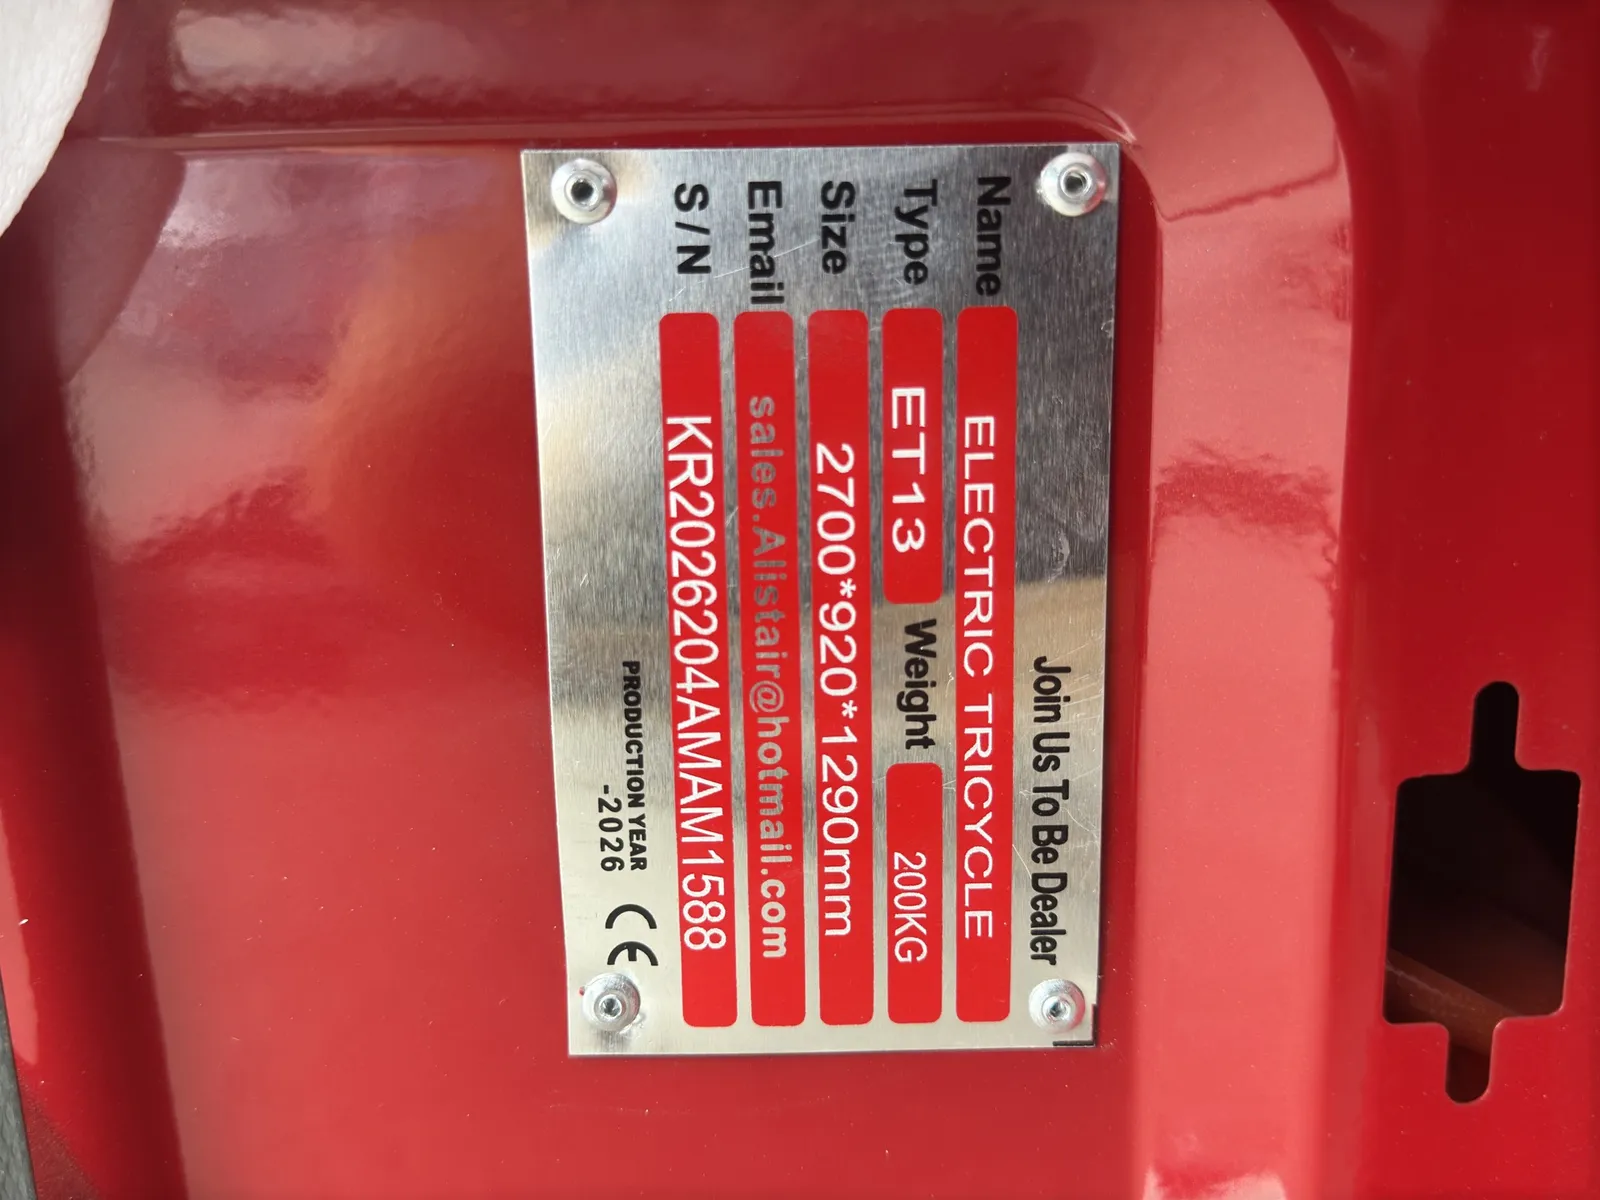 Join Us To Be Dealer
Name ELECTRIC TRICYCLE
Type ET13 Weight 200KG
Size 2700*920*1290mm
Email sales.Alistair@hotmail.com
S/N KR2026204AMAM1588
PRODUCTION YEAR
-2026
CE